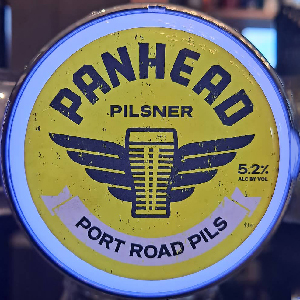 PANHEAD
PILSNER
5.2%
ALC BY VOL
PORT ROAD PILS